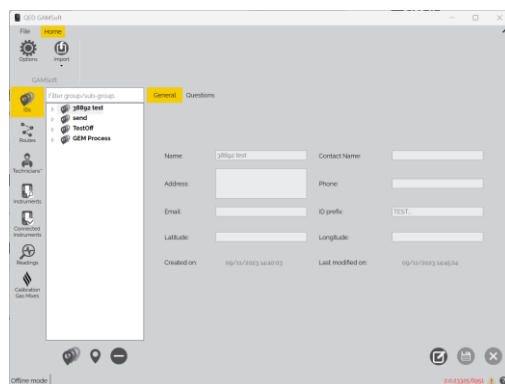 QED GAMSoft
File Home
Options
Import
GAMSoft
IDs
Routes
Technicians
Instruments
Connected Instruments
Readings
Calibration Gas Mixes
Filter group/sub-group
38892 test
send
TestOff
GEM Process
General Questions
Name: 38892 test Contact Name:
Address: Phone:
Email: ID prefix: TEST..
Latitude: Longitude:
Created on: 09/11/2023 14:40:03 Last modified on: 09/11/2023 14:45:24
Offline mode